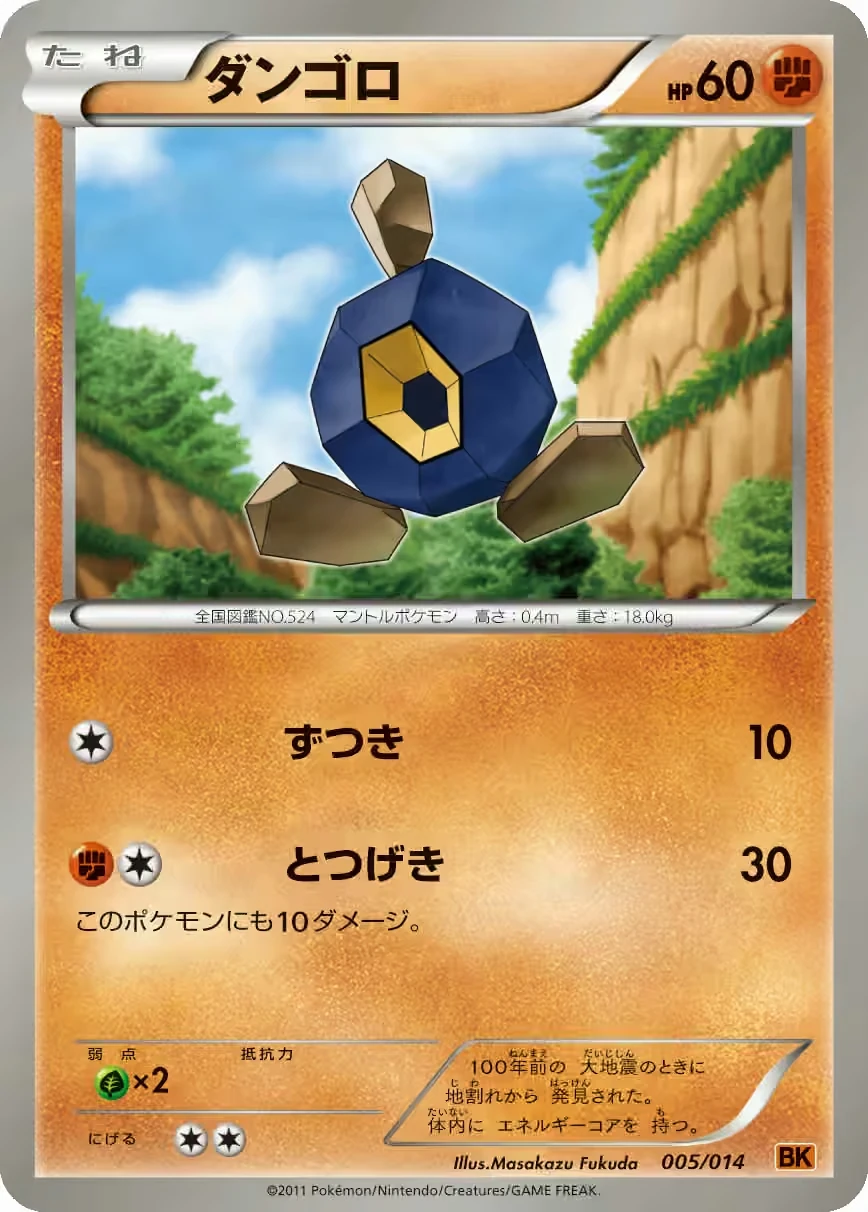 たね ダンゴロ HP60
全国図鑑NO.524 マントルポケモン 高さ:0.4m 重さ:18.0kg
ずつき 10
とつげき 30
このポケモンにも10ダメージ。
弱点 抵抗力
×2
にげる
100年前の 大地震のときに
地割れから 発見された。
体内に エネルギーコアを 持つ。
Illus.Masakazu Fukuda 005/014 BK
©2011 Pokémon/Nintendo/Creatures/GAME FREAK.